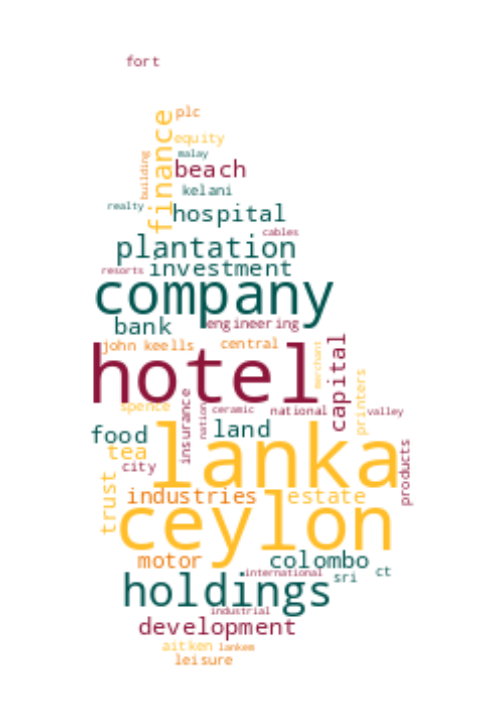 fort
plc
finance
equity
building
malay
beach
kelani
realty
hospital
cables
plantation
resorts
investment
company
bank
engineering
john keells
central
hotel
merchant
capital
printers
spence
insurance
nation
ceramic
national
valley
food
land
lanka
tea
city
products
trust
industries
estate
ceylon
motor
colombo
international
sri
ct
holdings
industrial
development
aitken
lankem
leisure